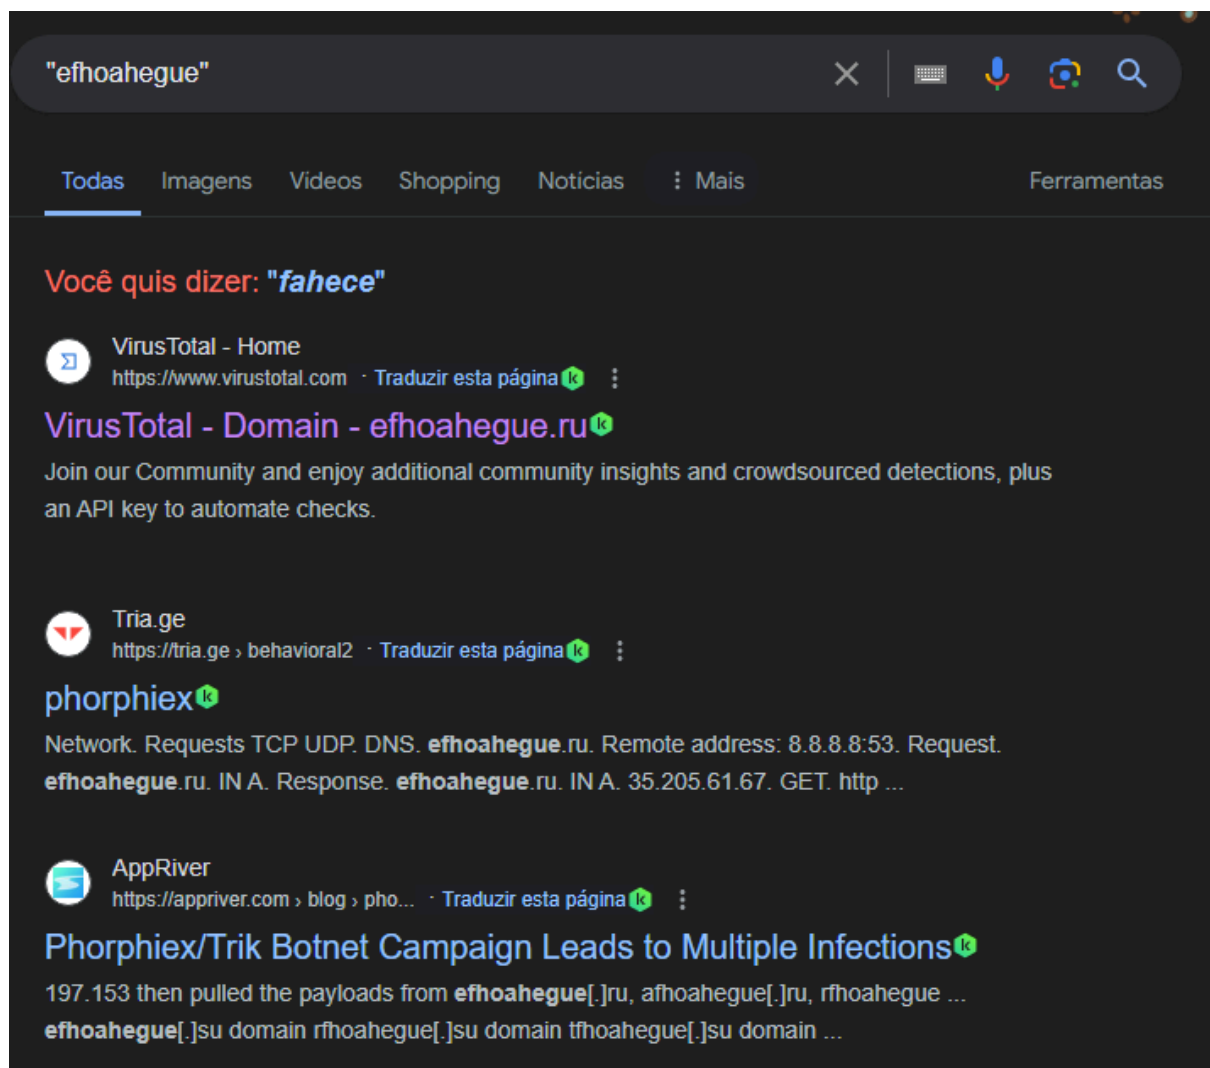 "efhoahegue"
Todas Imagens Vídeos Shopping Notícias Mais Ferramentas
Você quis dizer: "fahece"
VirusTotal - Home
https://www.virustotal.com · Traduzir esta página
VirusTotal - Domain - efhoahegue.ru
Join our Community and enjoy additional community insights and crowdsourced detections, plus
an API key to automate checks.
Tria.ge
https://tria.ge › behavioral2 · Traduzir esta página
phorphiex
Network. Requests TCP UDP. DNS. efhoahegue.ru. Remote address: 8.8.8.8:53. Request.
efhoahegue.ru. IN A. Response. efhoahegue.ru. IN A. 35.205.61.67. GET. http ...
AppRiver
https://appriver.com › blog › pho... · Traduzir esta página
Phorphiex/Trik Botnet Campaign Leads to Multiple Infections
197.153 then pulled the payloads from efhoahegue[.]ru, afhoahegue[.]ru, rfhoahegue ...
efhoahegue[.]su domain rfhoahegue[.]su domain tfhoahegue[.]su domain ...